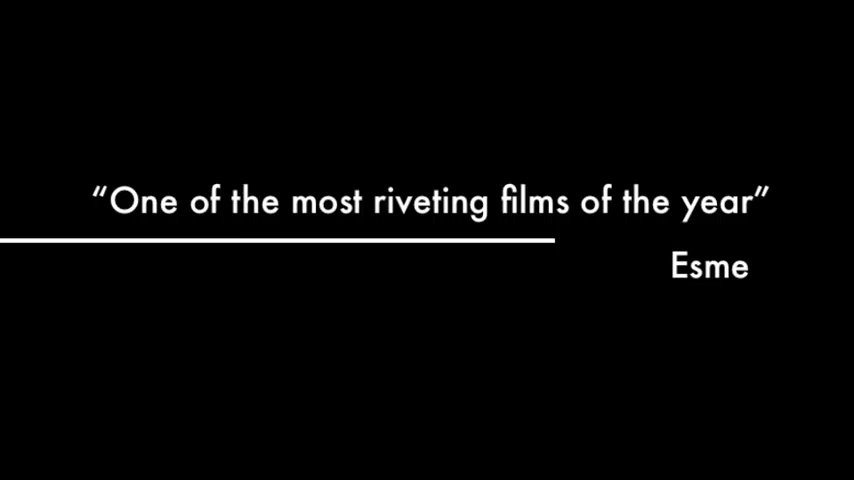 “One of the most riveting films of the year”
Esme